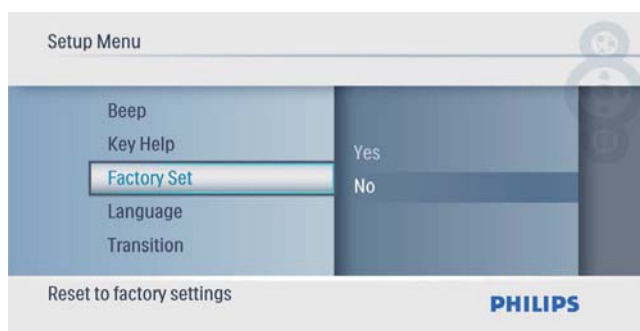 Setup Menu
Beep
Key Help
Factory Set
Language
Transition
Yes
No
Reset to factory settings
PHILIPS